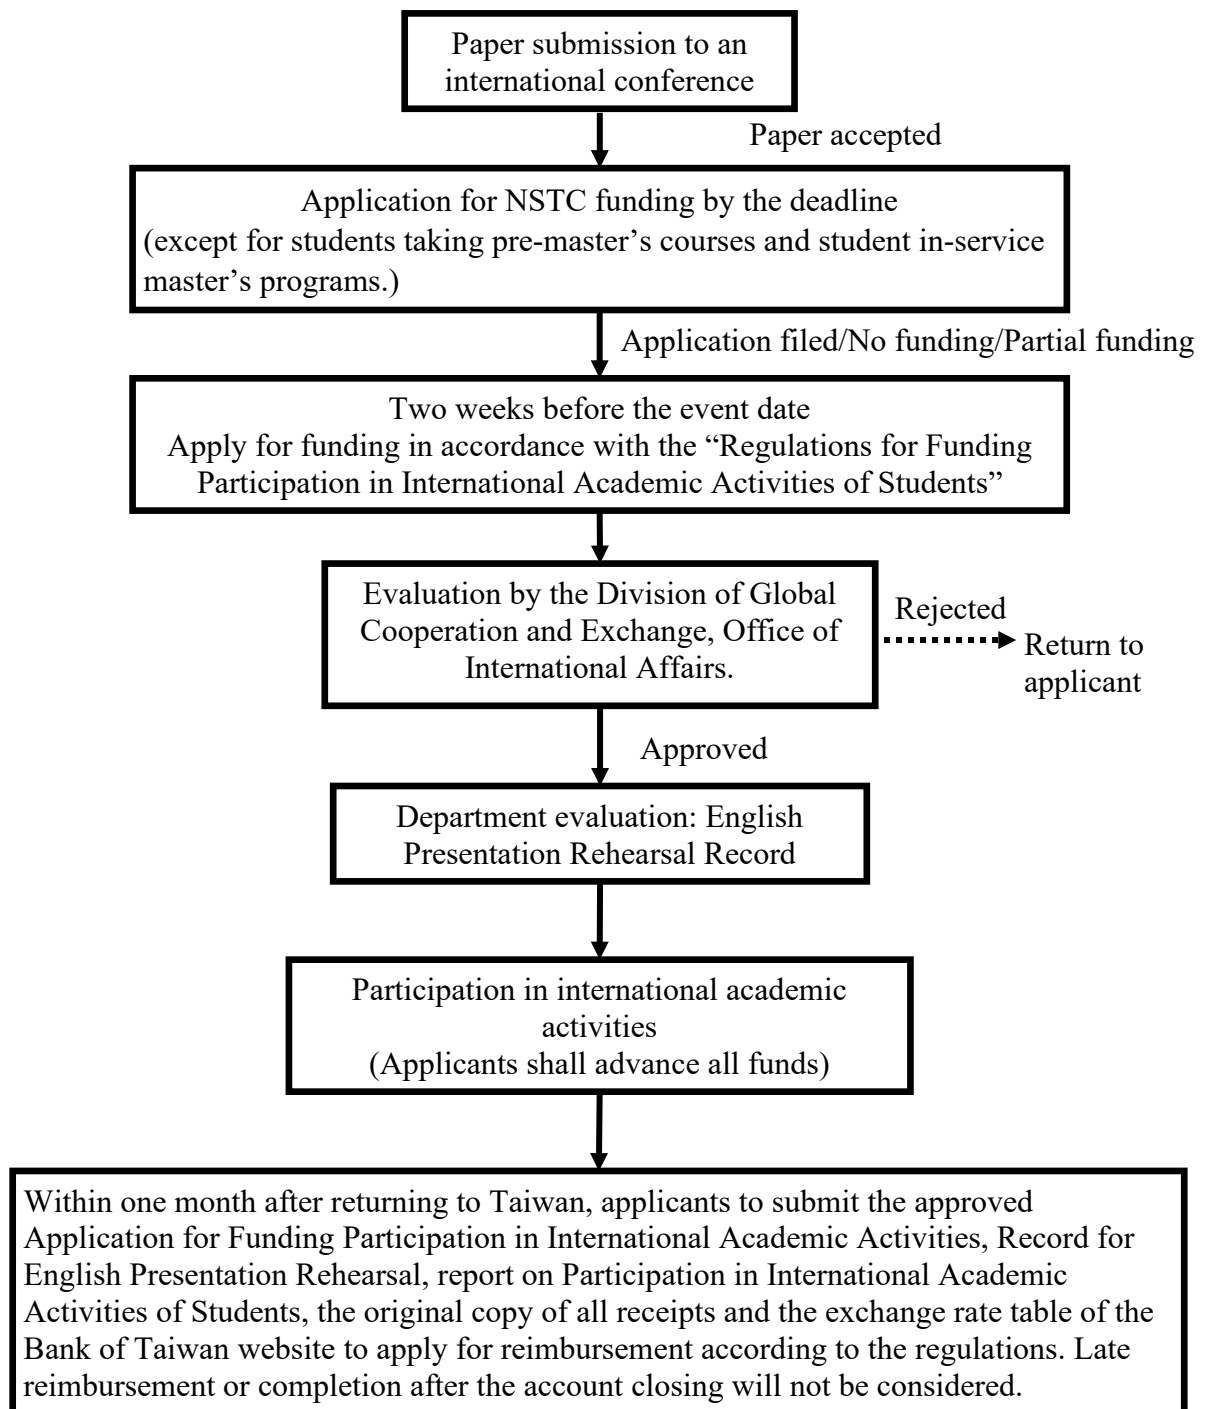 Paper submission to an
international conference
Paper accepted
Application for NSTC funding by the deadline
(except for students taking pre-master’s courses and student in-service
master’s programs.)
Application filed/No funding/Partial funding
Two weeks before the event date
Apply for funding in accordance with the “Regulations for Funding
Participation in International Academic Activities of Students”
Evaluation by the Division of Global
Cooperation and Exchange, Office of
International Affairs.
Rejected
Return to
applicant
Approved
Department evaluation: English
Presentation Rehearsal Record
Participation in international academic
activities
(Applicants shall advance all funds)
Within one month after returning to Taiwan, applicants to submit the approved
Application for Funding Participation in International Academic Activities, Record for
English Presentation Rehearsal, report on Participation in International Academic
Activities of Students, the original copy of all receipts and the exchange rate table of the
Bank of Taiwan website to apply for reimbursement according to the regulations. Late
reimbursement or completion after the account closing will not be considered.